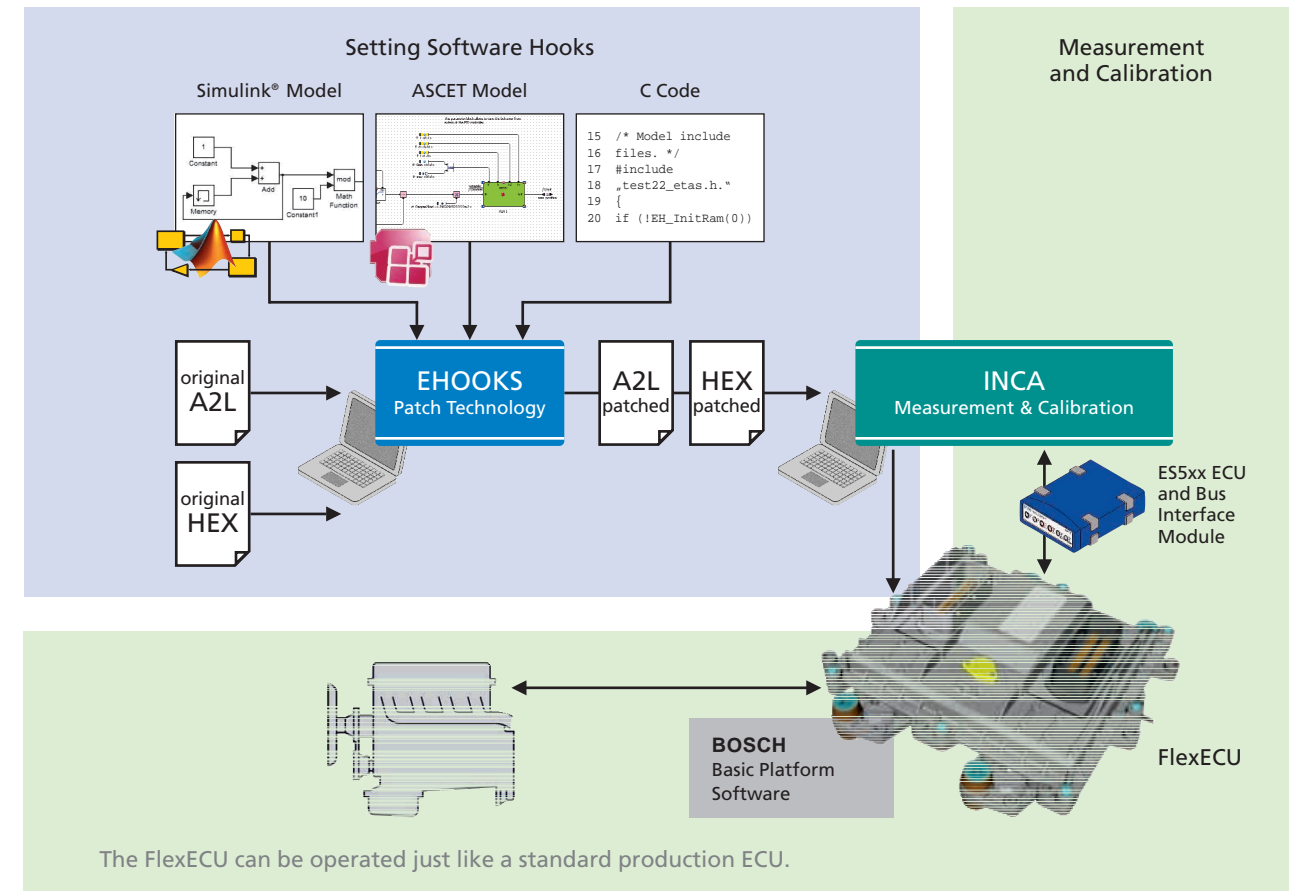 Setting Software Hooks
Measurement
and Calibration
Simulink® Model
ASCET Model
C Code
1
Constant
Memory
Add
10
Constant1
mod
Math
Function
15 /* Model include
16 files. */
17 #include
18 „test22_etas.h.“
19 {
20 if (!EH_InitRam(0))
original
A2L
original
HEX
EHOOKS
Patch Technology
A2L
patched
HEX
patched
INCA
Measurement & Calibration
ES5xx ECU
and Bus
Interface
Module
BOSCH
Basic Platform
Software
FlexECU
The FlexECU can be operated just like a standard production ECU.